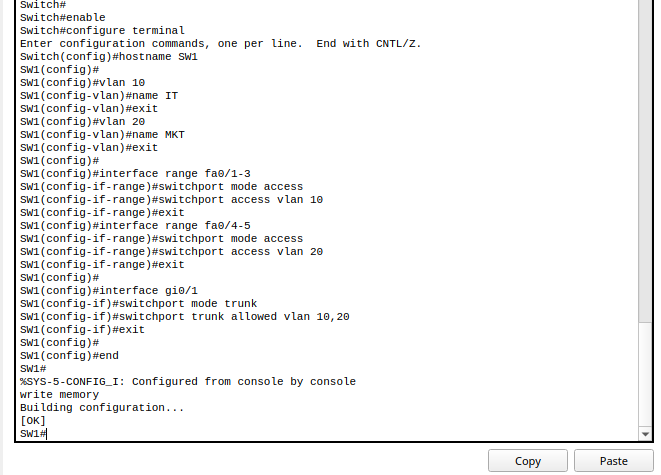 Switch#
Switch#enable
Switch#configure terminal
Enter configuration commands, one per line.  End with CNTL/Z.
Switch(config)#hostname SW1
SW1(config)#
SW1(config)#vlan 10
SW1(config-vlan)#name IT
SW1(config-vlan)#exit
SW1(config)#vlan 20
SW1(config-vlan)#name MKT
SW1(config-vlan)#exit
SW1(config)#
SW1(config)#interface range fa0/1-3
SW1(config-if-range)#switchport mode access
SW1(config-if-range)#switchport access vlan 10
SW1(config-if-range)#exit
SW1(config)#interface range fa0/4-5
SW1(config-if-range)#switchport mode access
SW1(config-if-range)#switchport access vlan 20
SW1(config-if-range)#exit
SW1(config)#
SW1(config)#interface gi0/1
SW1(config-if)#switchport mode trunk
SW1(config-if)#switchport trunk allowed vlan 10,20
SW1(config-if)#exit
SW1(config)#
SW1(config)#end
SW1#
%SYS-5-CONFIG_I: Configured from console by console
write memory
Building configuration...
[OK]
SW1#
Copy
Paste